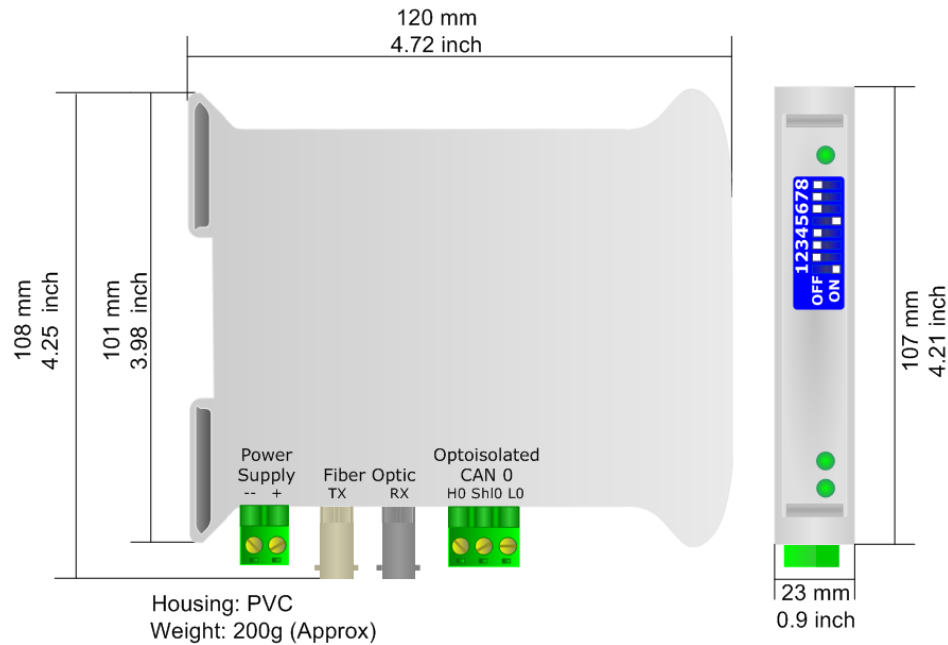 120 mm
4.72 inch
108 mm
4.25 inch
101 mm
3.98 inch
Power
Supply
-- +
Fiber Optic
TX RX
Optoisolated
CAN 0
H0 Shl0 L0
12345678
OFF
ON
107 mm
4.21 inch
23 mm
0.9 inch
Housing: PVC
Weight: 200g (Approx)